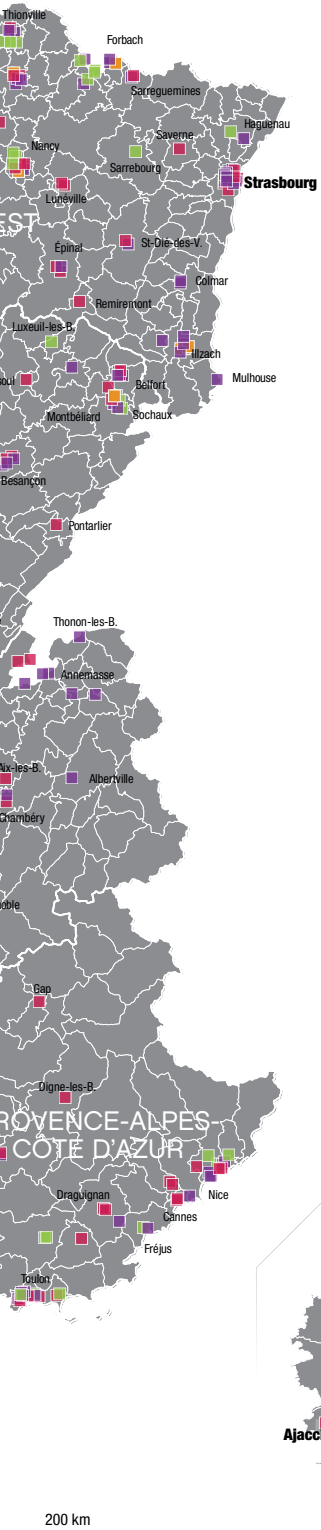 Thionville
Forbach
Sarreguemines
Haguenau
Saverne
Nancy
Sarrebourg
Strasbourg
Lunéville
EST
St-Dié-des-V.
Épinal
Colmar
Remiremont
Luxeuil-les-B.
Illzach
Mulhouse
soul
Belfort
Montbéliard
Sochaux
Besançon
Pontarlier
Thonon-les-B.
Annemasse
Aix-les-B.
Albertville
Chambéry
oble
Gap
Digne-les-B.
ROVENCE-ALPES-
CÔTE D'AZUR
Draguignan
Nice
Cannes
Fréjus
Toulon
Ajacc
200 km